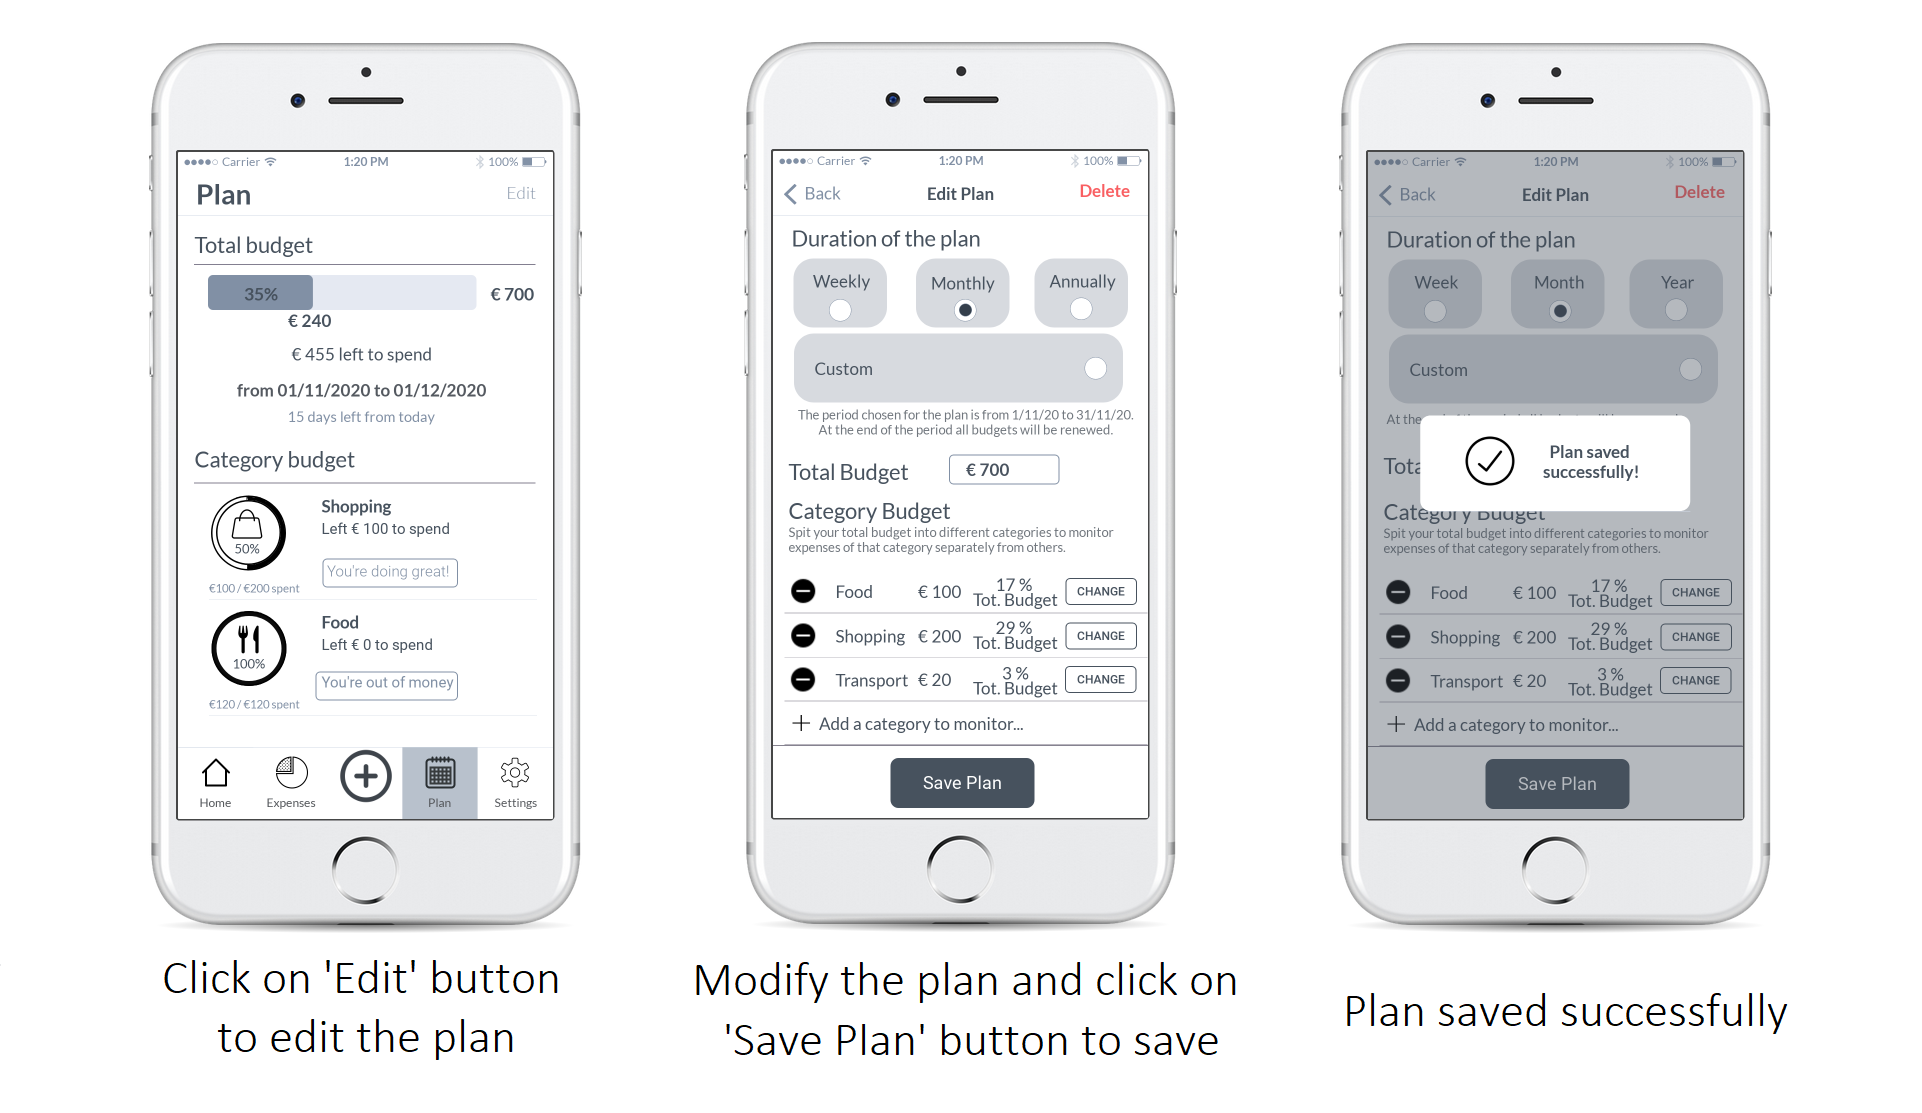 Carrier 1:20 PM 100%
Plan Edit
Total budget
35% € 700
€ 240
€ 455 left to spend
from 01/11/2020 to 01/12/2020
15 days left from today
Category budget
Shopping
Left € 100 to spend
50%
You're doing great!
€100 / €200 spent
Food
Left € 0 to spend
100%
You're out of money
€120 / €120 spent
Home Expenses Plan Settings
Click on 'Edit' button
to edit the plan
Carrier 1:20 PM 100%
Back Edit Plan Delete
Duration of the plan
Weekly Monthly Annually
Custom
The period chosen for the plan is from 1/11/20 to 31/11/20.
At the end of the period all budgets will be renewed.
Total Budget € 700
Category Budget
Spit your total budget into different categories to monitor
expenses of that category separately from others.
Food € 100 17 % Tot. Budget CHANGE
Shopping € 200 29 % Tot. Budget CHANGE
Transport € 20 3 % Tot. Budget CHANGE
+ Add a category to monitor...
Save Plan
Modify the plan and click on
'Save Plan' button to save
Carrier 1:20 PM 100%
Back Edit Plan Delete
Duration of the plan
Week Month Year
Custom
At the
Plan saved
successfully!
Tota
Category Budget
Spit your total budget into different categories to monitor
expenses of that category separately from others.
Food € 100 17 % Tot. Budget CHANGE
Shopping € 200 29 % Tot. Budget CHANGE
Transport € 20 3 % Tot. Budget CHANGE
+ Add a category to monitor...
Save Plan
Plan saved successfully